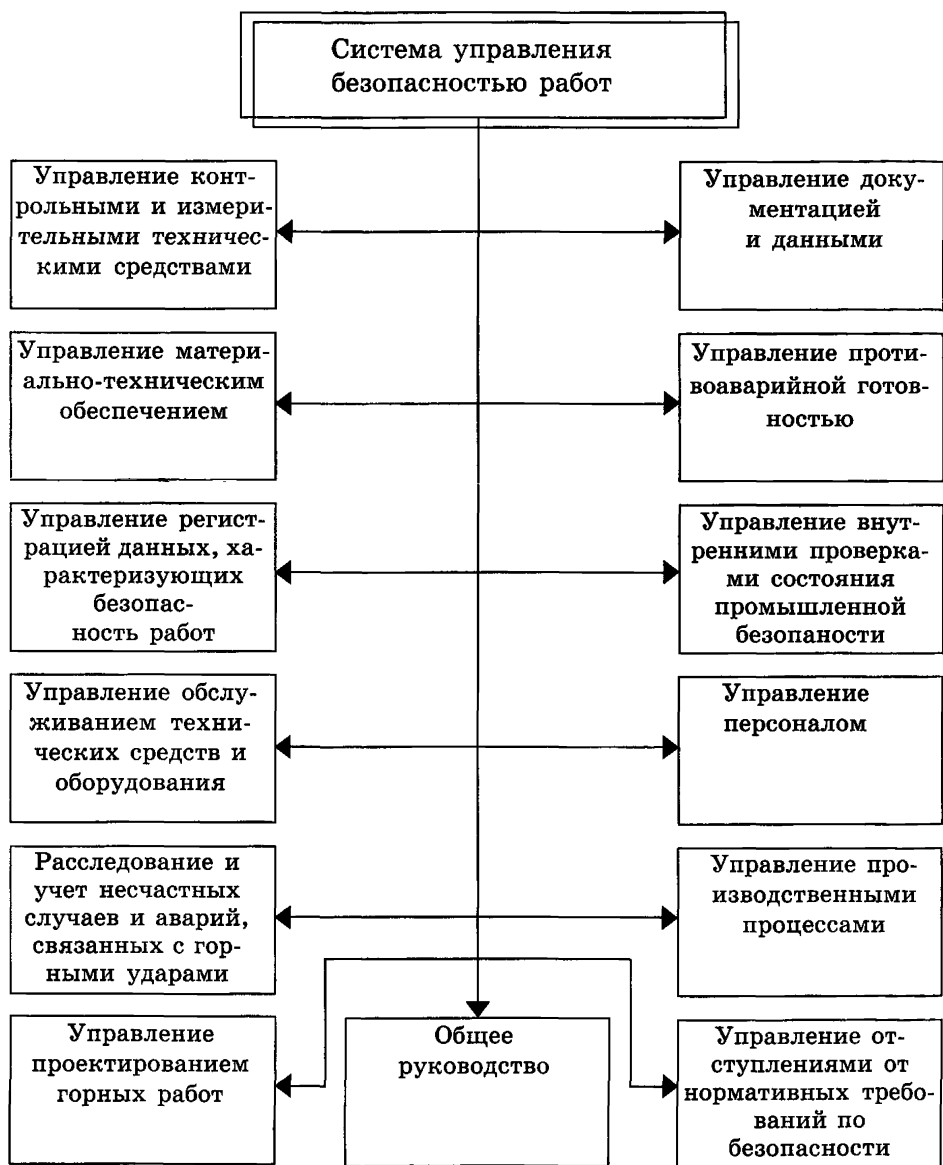 Система управления
безопасностью работ
Управление конт-
рольными и измери-
тельными техничес-
кими средствами
Управление доку-
ментацией
и данными
Управление матери-
ально-техническим
обеспечением
Управление проти-
воаварийной готов-
ностью
Управление регист-
рацией данных, ха-
рактеризующих
безопас-
ность работ
Управление внут-
ренними проверка-
ми состояния
промышленной
безопаности
Управление обслу-
живанием техни-
ческих средств и
оборудования
Управление
персоналом
Расследование и
учет несчастных
случаев и аварий,
связанных с гор-
ными ударами
Управление про-
изводственными
процессами
Управление
проектированием
горных работ
Общее
руководство
Управление от-
ступлениями от
нормативных требо-
ваний по
безопасности